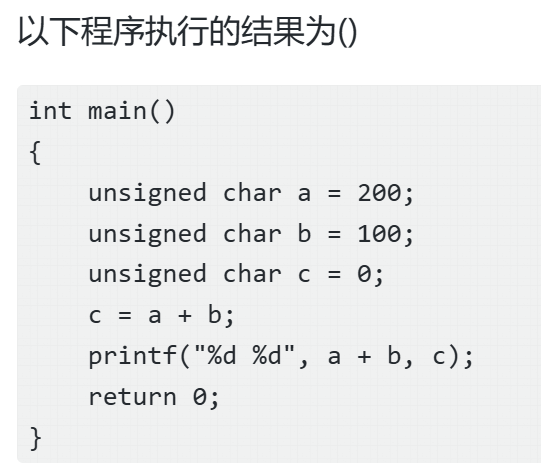 以下程序执行的结果为()
int main()
{
    unsigned char a = 200;
    unsigned char b = 100;
    unsigned char c = 0;
    c = a + b;
    printf("%d %d", a + b, c);
    return 0;
}